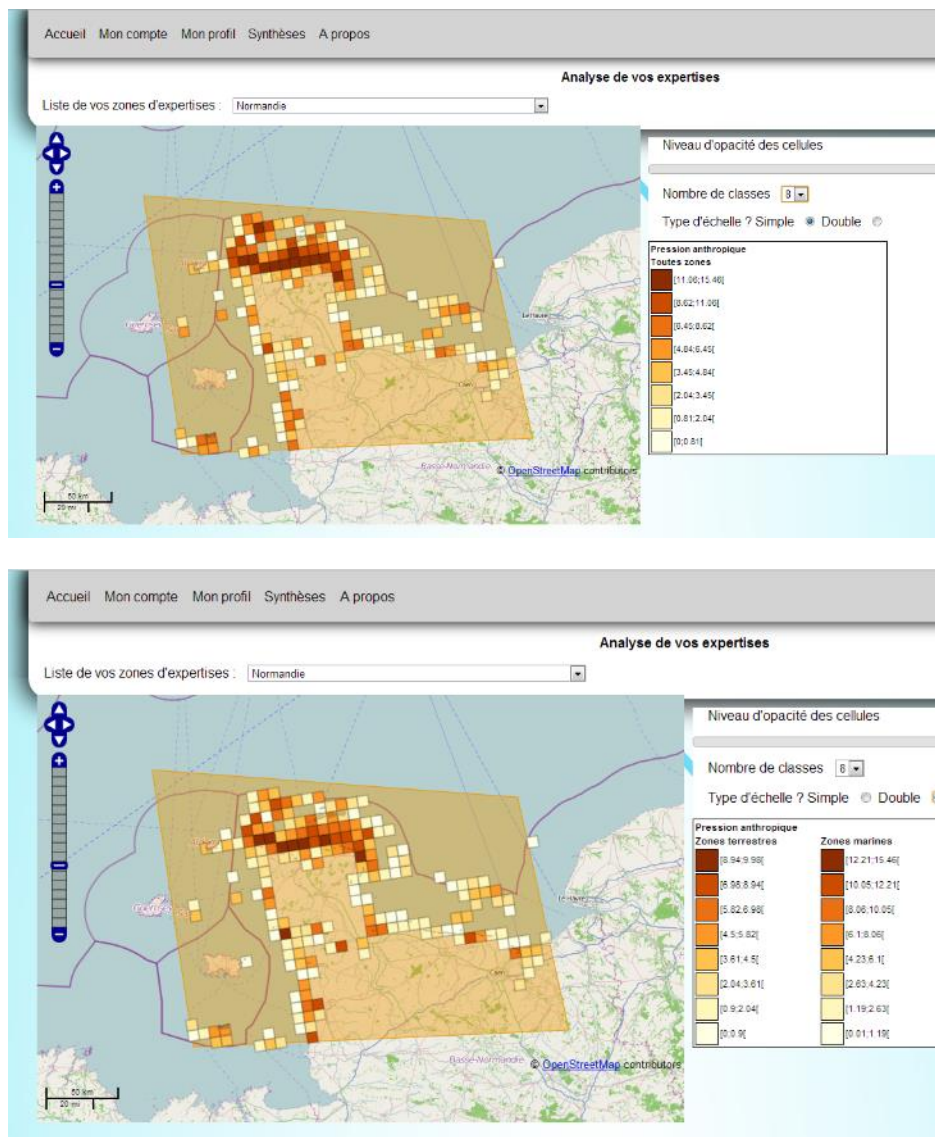 Accueil Mon compte Mon profil Synthèses A propos
Analyse de vos expertises
Liste de vos zones d'expertises : Normandie
Niveau d'opacité des cellules
Nombre de classes 8
Type d'échelle ? Simple Double
Pression anthropique
Toutes zones
[11.06;15.46[
[8.62;11.06[
[6.45;8.62[
[4.84;6.45[
[3.45;4.84[
[2.04;3.45[
[0.81;2.04[
[0;0.81[
Le Havre
Caen
Basse-Normandie
© OpenStreetMap contributors
50 km
20 mi
Accueil Mon compte Mon profil Synthèses A propos
Analyse de vos expertises
Liste de vos zones d'expertises : Normandie
Niveau d'opacité des cellules
Nombre de classes 8
Type d'échelle ? Simple Double
Pression anthropique
Zones terrestres Zones marines
[8.94;9.98[ [12.21;15.46[
[6.98;8.94[ [10.05;12.21[
[5.82;6.98[ [8.06;10.05[
[4.5;5.82[ [6.1;8.06[
[3.61;4.5[ [4.23;6.1[
[2.04;3.61[ [2.63;4.23[
[0.9;2.04[ [1.19;2.63[
[0;0.9[ [0.01;1.19[
Le Havre
Caen
Basse-Normandie
© OpenStreetMap contributors
50 km
20 mi